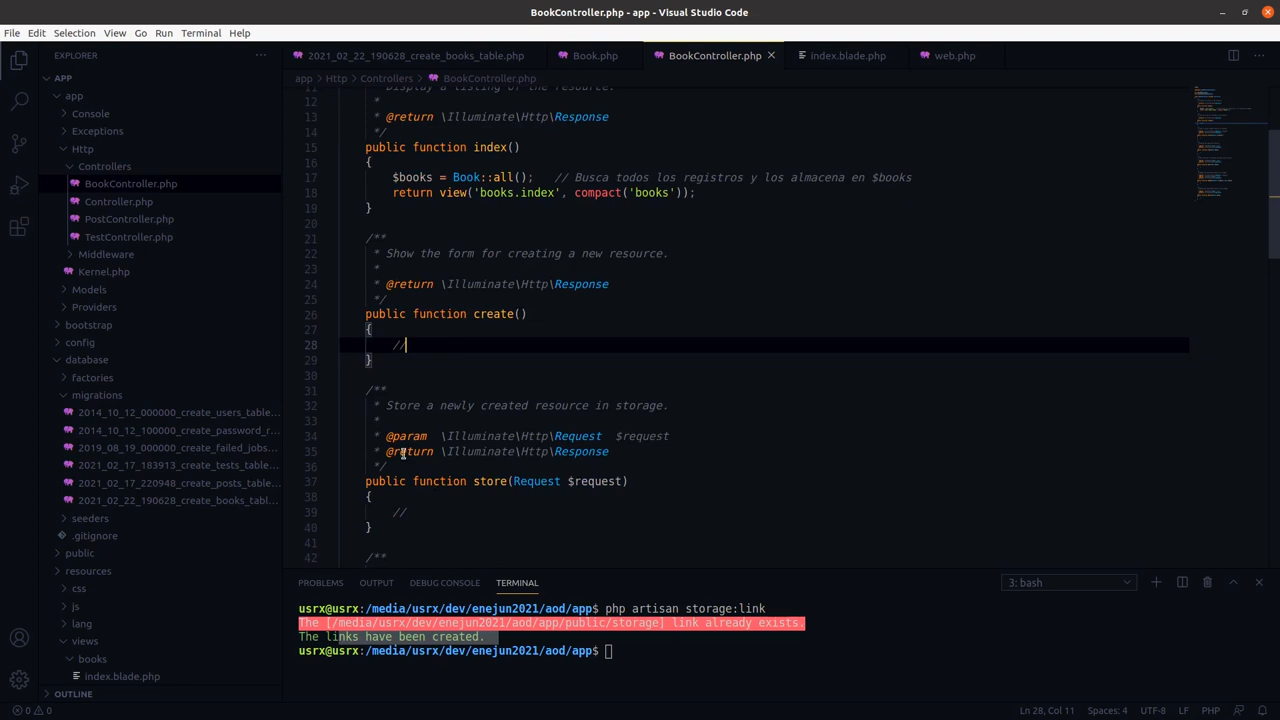 BookController.php - app - Visual Studio Code
File Edit Selection View Go Run Terminal Help
EXPLORER
APP
app
Console
Exceptions
Http
Controllers
BookController.php
Controller.php
PostController.php
TestController.php
Middleware
Kernel.php
Models
Providers
bootstrap
config
database
factories
migrations
2014_10_12_000000_create_users_table...
2014_10_12_100000_create_password_r...
2019_08_19_000000_create_failed_jobs...
2021_02_17_183913_create_tests_table...
2021_02_17_220948_create_posts_table...
2021_02_22_190628_create_books_tabl...
seeders
.gitignore
public
resources
css
js
lang
views
books
index.blade.php
OUTLINE
2021_02_22_190628_create_books_table.php Book.php BookController.php index.blade.php web.php
app > Http > Controllers > BookController.php
11 Display a listing of the resource.
12 *
13 * @return \Illuminate\Http\Response
14 */
15 public function index()
16 {
17 $books = Book::all(); // Busca todos los registros y los almacena en $books
18 return view('books.index', compact('books'));
19 }
20
21 /**
22 * Show the form for creating a new resource.
23 *
24 * @return \Illuminate\Http\Response
25 */
26 public function create()
27 {
28 //
29 }
30
31 /**
32 * Store a newly created resource in storage.
33 *
34 * @param \Illuminate\Http\Request $request
35 * @return \Illuminate\Http\Response
36 */
37 public function store(Request $request)
38 {
39 //
40 }
41
42 /**
PROBLEMS OUTPUT DEBUG CONSOLE TERMINAL 3: bash
usrx@usrx:/media/usrx/dev/enejun2021/aod/app$ php artisan storage:link
The [/media/usrx/dev/enejun2021/aod/app/public/storage] link already exists.
The links have been created.
usrx@usrx:/media/usrx/dev/enejun2021/aod/app$
0 0 Ln 28, Col 11 Spaces: 4 UTF-8 LF PHP